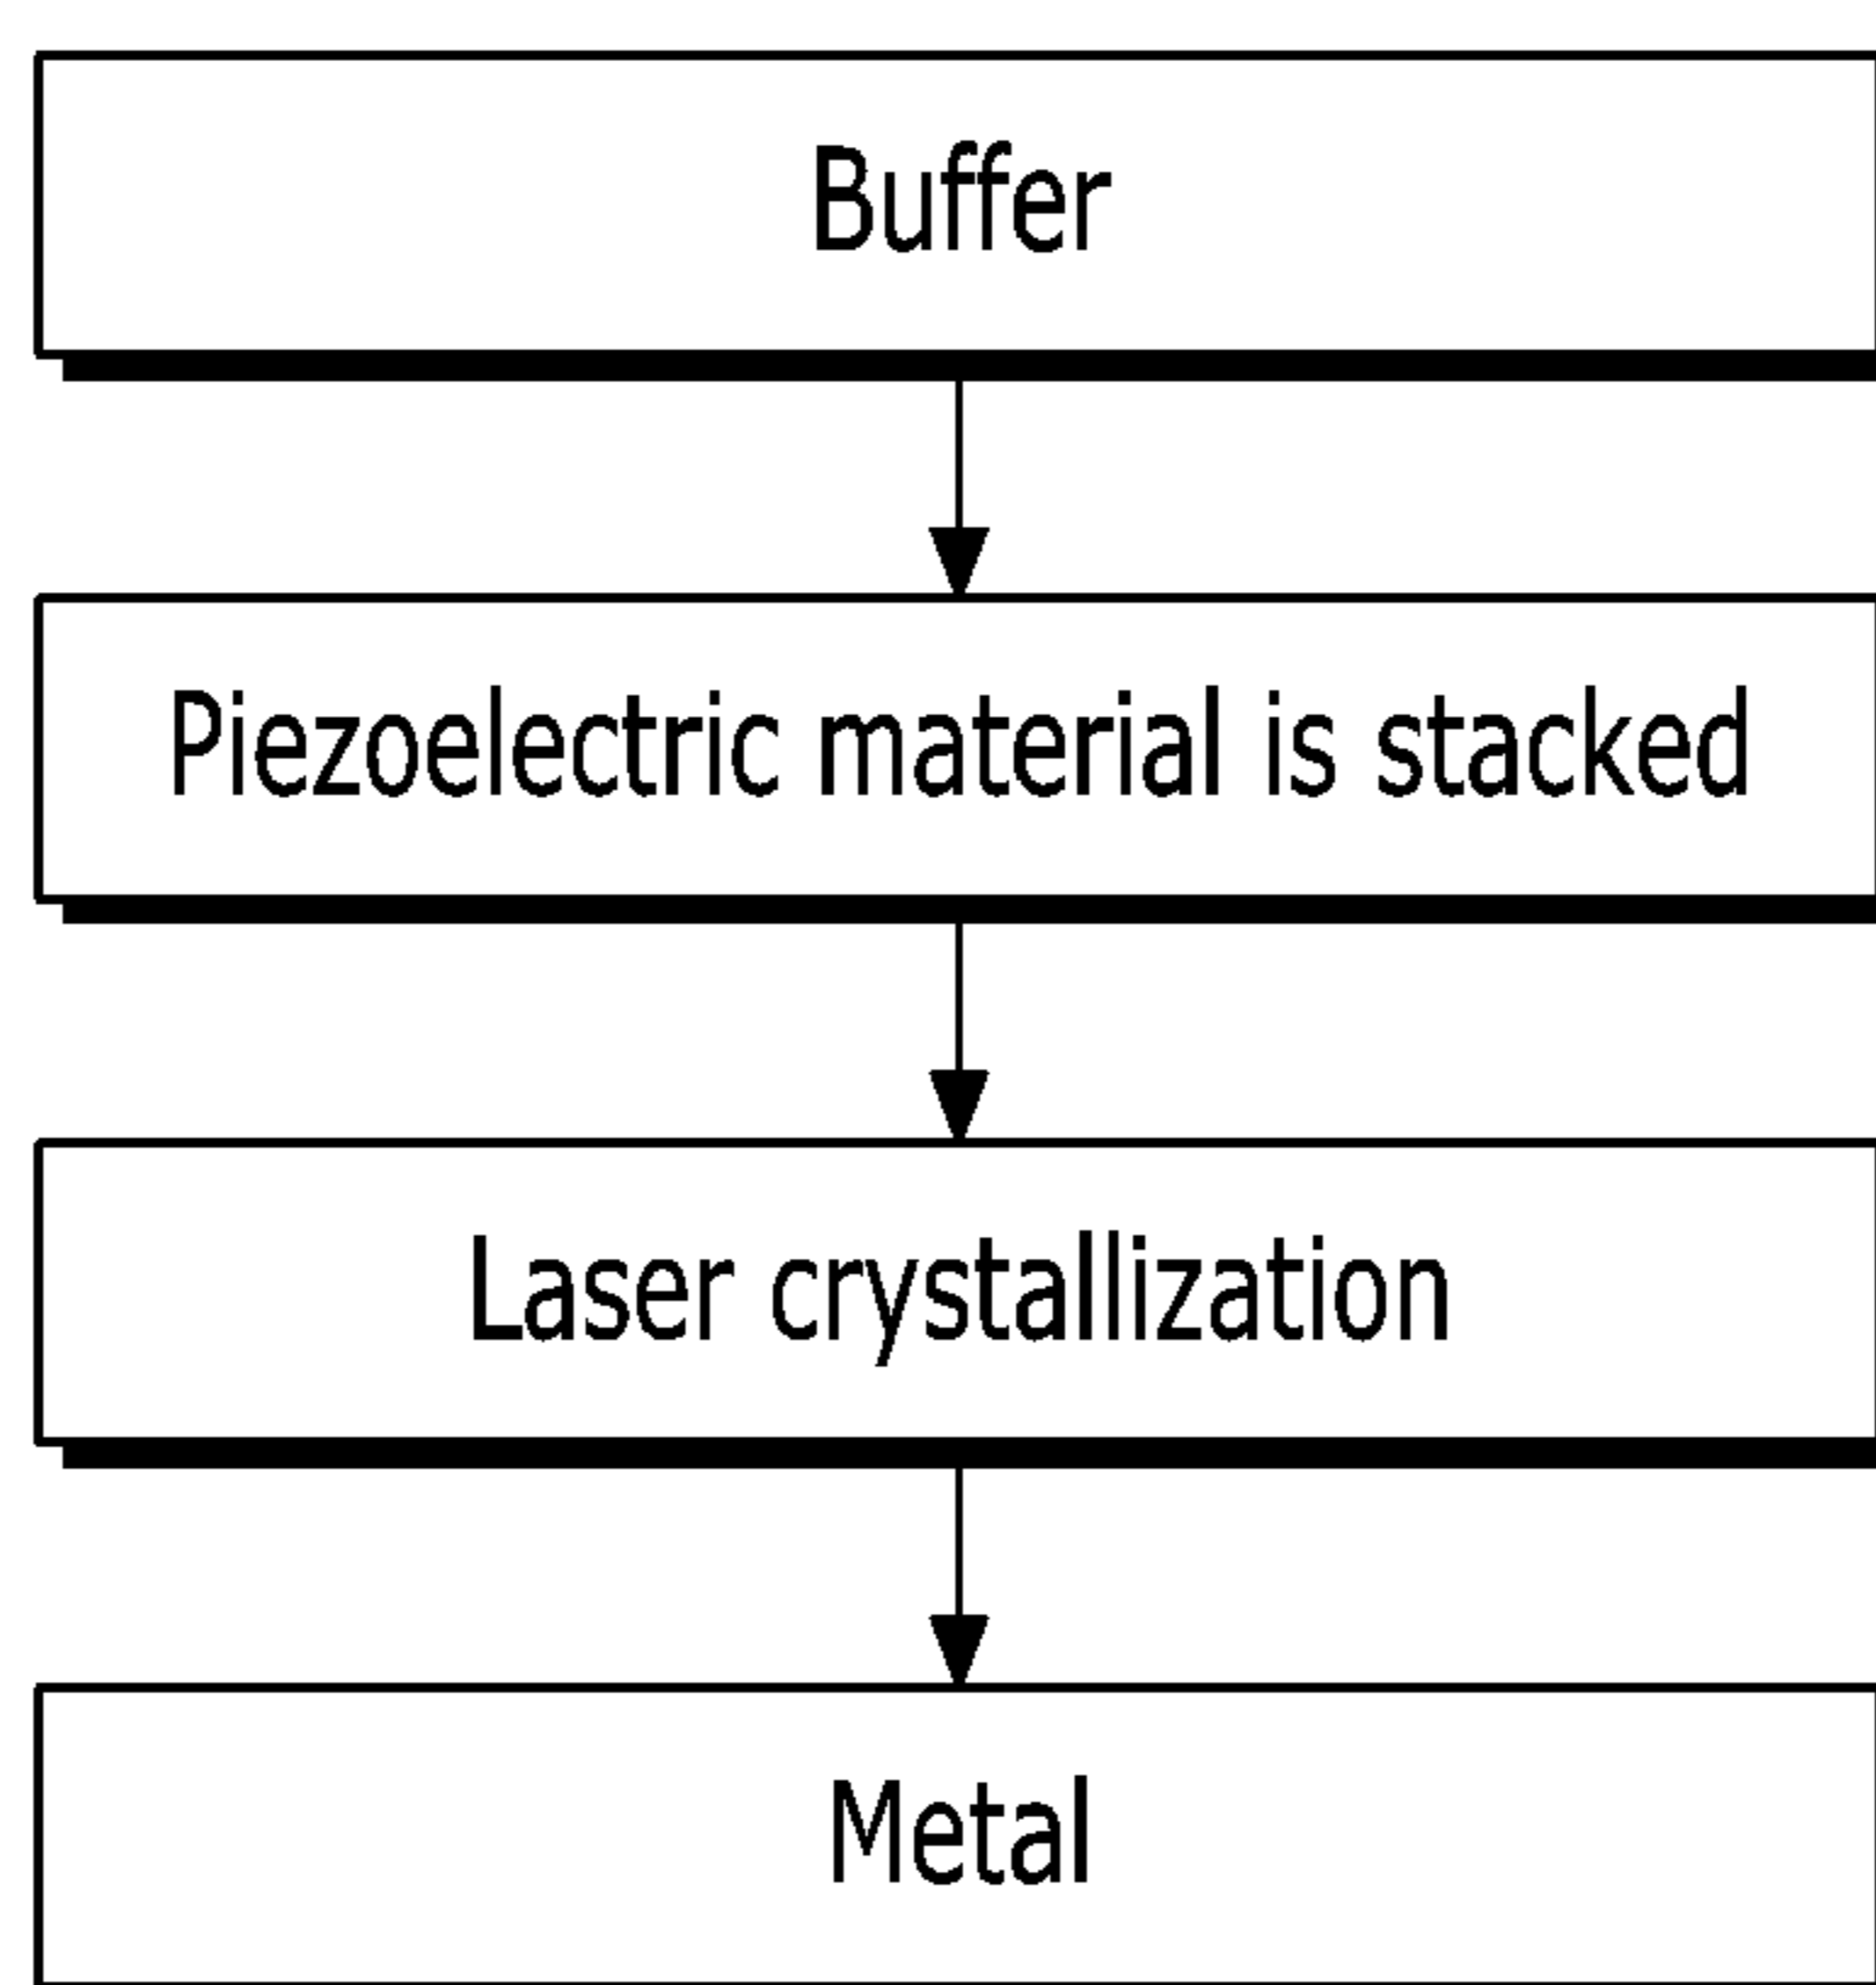 Buffer
Piezoelectric material is stacked
Laser crystallization
Metal